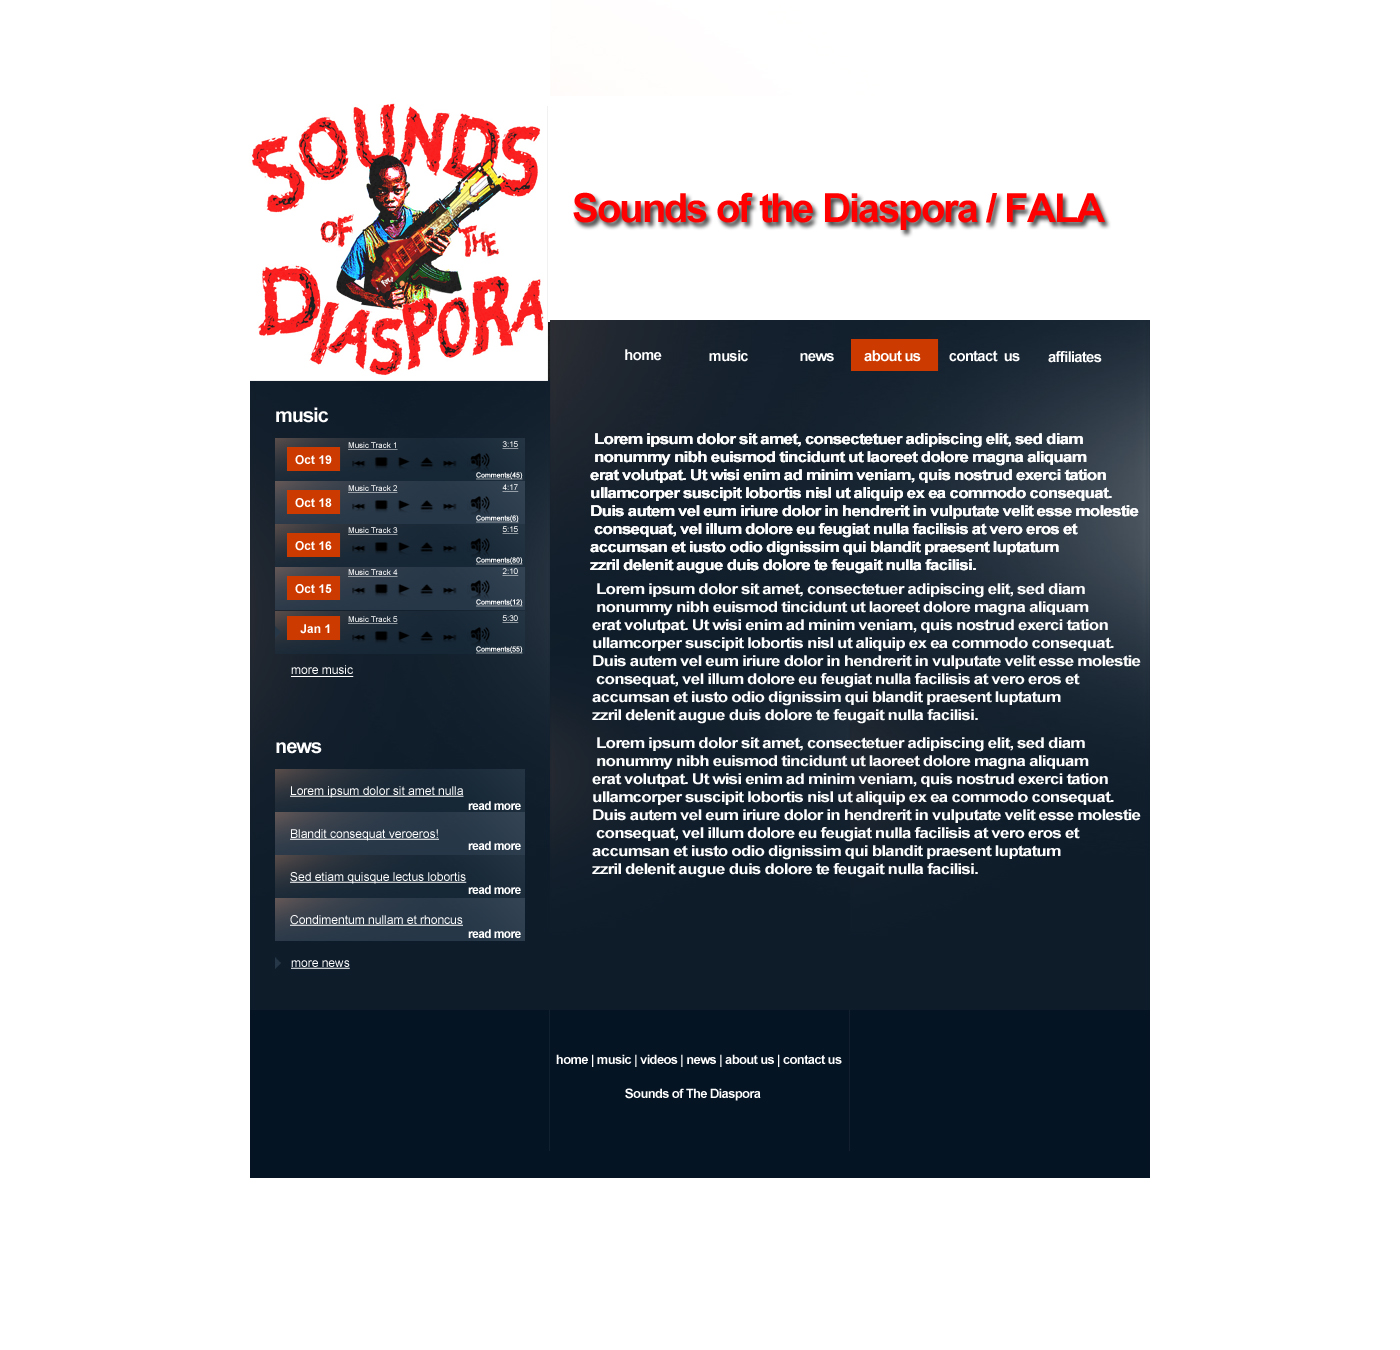 SOUNDS
OF THE
DIASPORA
Sounds of the Diaspora / FALA
home music news about us contact us affiliates
music
Music Track 1 3:15
Oct 19
Comments(45)
Music Track 2 4:17
Oct 18
Comments(6)
Music Track 3 5:15
Oct 16
Comments(80)
Music Track 4 2:10
Oct 15
Comments(12)
Music Track 5 5:30
Jan 1
Comments(55)
more music
news
Lorem ipsum dolor sit amet nulla
read more
Blandit consequat veroeros!
read more
Sed etiam quisque lectus lobortis
read more
Condimentum nullam et rhoncus
read more
more news
Lorem ipsum dolor sit amet, consectetuer adipiscing elit, sed diam
nonummy nibh euismod tincidunt ut laoreet dolore magna aliquam
erat volutpat. Ut wisi enim ad minim veniam, quis nostrud exerci tation
ullamcorper suscipit lobortis nisl ut aliquip ex ea commodo consequat.
Duis autem vel eum iriure dolor in hendrerit in vulputate velit esse molestie
consequat, vel illum dolore eu feugiat nulla facilisis at vero eros et
accumsan et iusto odio dignissim qui blandit praesent luptatum
zzril delenit augue duis dolore te feugait nulla facilisi.
Lorem ipsum dolor sit amet, consectetuer adipiscing elit, sed diam
nonummy nibh euismod tincidunt ut laoreet dolore magna aliquam
erat volutpat. Ut wisi enim ad minim veniam, quis nostrud exerci tation
ullamcorper suscipit lobortis nisl ut aliquip ex ea commodo consequat.
Duis autem vel eum iriure dolor in hendrerit in vulputate velit esse molestie
consequat, vel illum dolore eu feugiat nulla facilisis at vero eros et
accumsan et iusto odio dignissim qui blandit praesent luptatum
zzril delenit augue duis dolore te feugait nulla facilisi.
Lorem ipsum dolor sit amet, consectetuer adipiscing elit, sed diam
nonummy nibh euismod tincidunt ut laoreet dolore magna aliquam
erat volutpat. Ut wisi enim ad minim veniam, quis nostrud exerci tation
ullamcorper suscipit lobortis nisl ut aliquip ex ea commodo consequat.
Duis autem vel eum iriure dolor in hendrerit in vulputate velit esse molestie
consequat, vel illum dolore eu feugiat nulla facilisis at vero eros et
accumsan et iusto odio dignissim qui blandit praesent luptatum
zzril delenit augue duis dolore te feugait nulla facilisi.
home | music | videos | news | about us | contact us
Sounds of The Diaspora